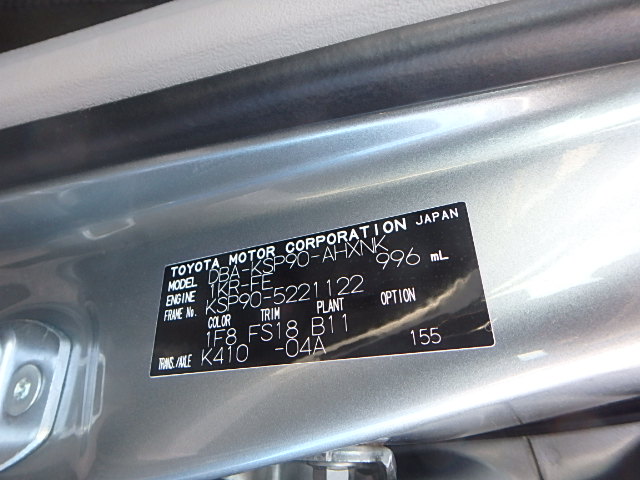 TOYOTA MOTOR CORPORATION JAPAN
MODEL DBA-KSP90-AHXNK
ENGINE 1KR-FE 996 mL
FRAME No. KSP90-5221122
COLOR TRIM PLANT OPTION
1F8 FS18 B11
TRANS./AXLE K410 -04A 155